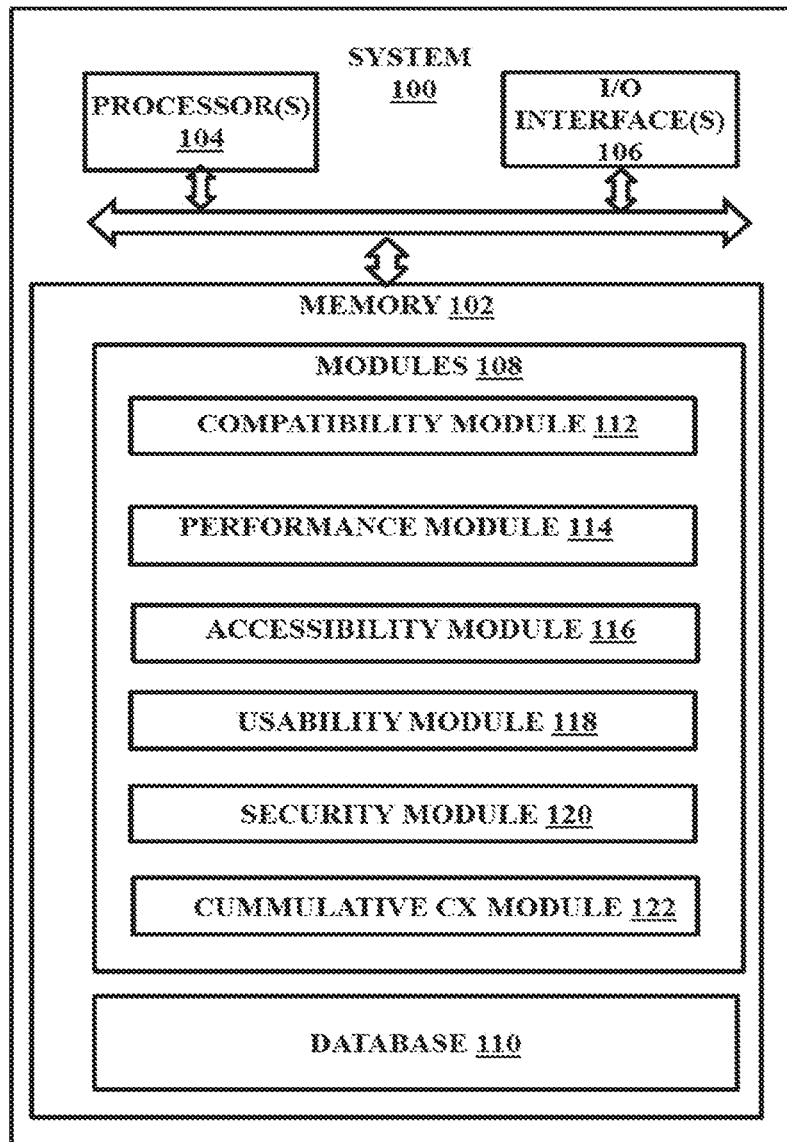 SYSTEM
100
PROCESSOR(S)
104
I/O
INTERFACE(S)
106
MEMORY 102
MODULES 108
COMPATIBILITY MODULE 112
PERFORMANCE MODULE 114
ACCESSIBILITY MODULE 116
USABILITY MODULE 118
SECURITY MODULE 120
CUMMULATIVE CX MODULE 122
DATABASE 110